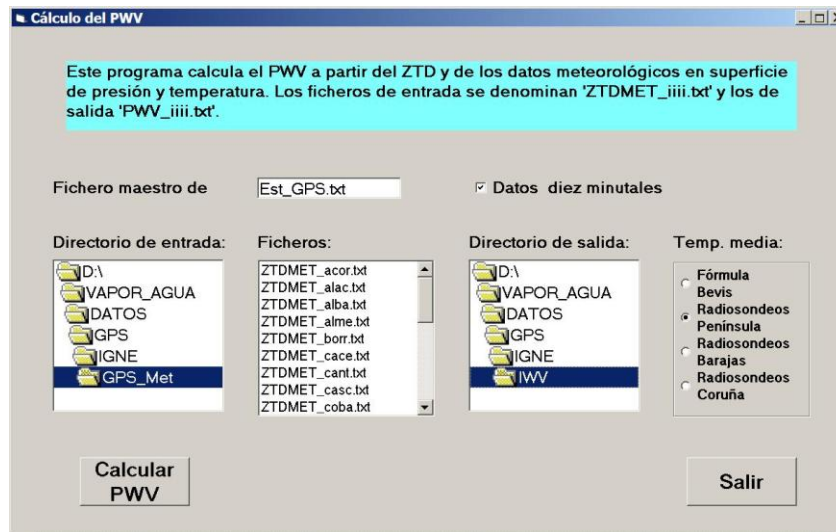 Cálculo del PWV
Este programa calcula el PWV a partir del ZTD y de los datos meteorológicos en superficie
de presión y temperatura. Los ficheros de entrada se denominan 'ZTDMET_iiii.txt' y los de
salida 'PWV_iiii.txt'.
Fichero maestro de
Est_GPS.txt
Datos diez minutales
Directorio de entrada:
D:\
VAPOR_AGUA
DATOS
GPS
IGNE
GPS_Met
Ficheros:
ZTDMET_acor.txt
ZTDMET_alac.txt
ZTDMET_alba.txt
ZTDMET_alme.txt
ZTDMET_borr.txt
ZTDMET_cace.txt
ZTDMET_cant.txt
ZTDMET_casc.txt
ZTDMET_coba.txt
Directorio de salida:
D:\
VAPOR_AGUA
DATOS
GPS
IGNE
IWV
Temp. media:
Fórmula
Bevis
Radiosondeos
Península
Radiosondeos
Barajas
Radiosondeos
Coruña
Calcular
PWV
Salir